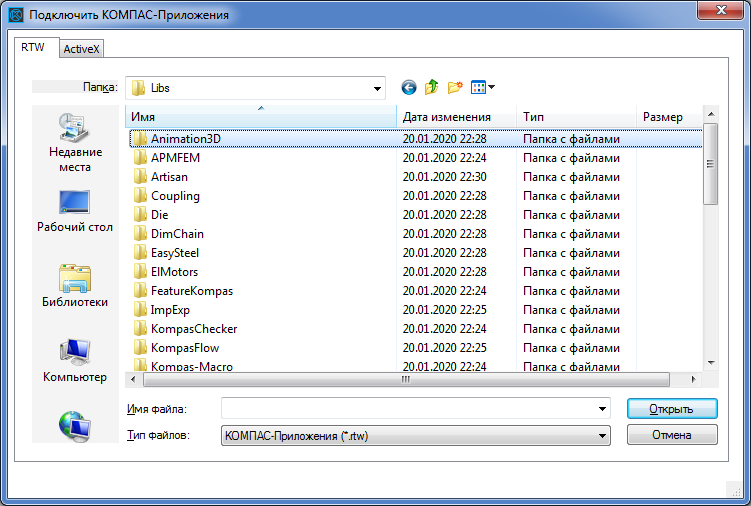 Подключить КОМПАС-Приложения
RTW ActiveX
Папка: Libs
Имя Дата изменения Тип Размер
Animation3D 20.01.2020 22:28 Папка с файлами
APMFEM 20.01.2020 22:24 Папка с файлами
Artisan 20.01.2020 22:30 Папка с файлами
Coupling 20.01.2020 22:28 Папка с файлами
Die 20.01.2020 22:28 Папка с файлами
DimChain 20.01.2020 22:28 Папка с файлами
EasySteel 20.01.2020 22:28 Папка с файлами
ElMotors 20.01.2020 22:28 Папка с файлами
FeatureKompas 20.01.2020 22:24 Папка с файлами
ImpExp 20.01.2020 22:25 Папка с файлами
KompasChecker 20.01.2020 22:24 Папка с файлами
KompasFlow 20.01.2020 22:25 Папка с файлами
Kompas-Macro 20.01.2020 22:24 Папка с файлами
Недавние
места
Рабочий стол
Библиотеки
Компьютер
Имя файла: Открыть
Тип файлов: КОМПАС-Приложения (*.rtw) Отмена